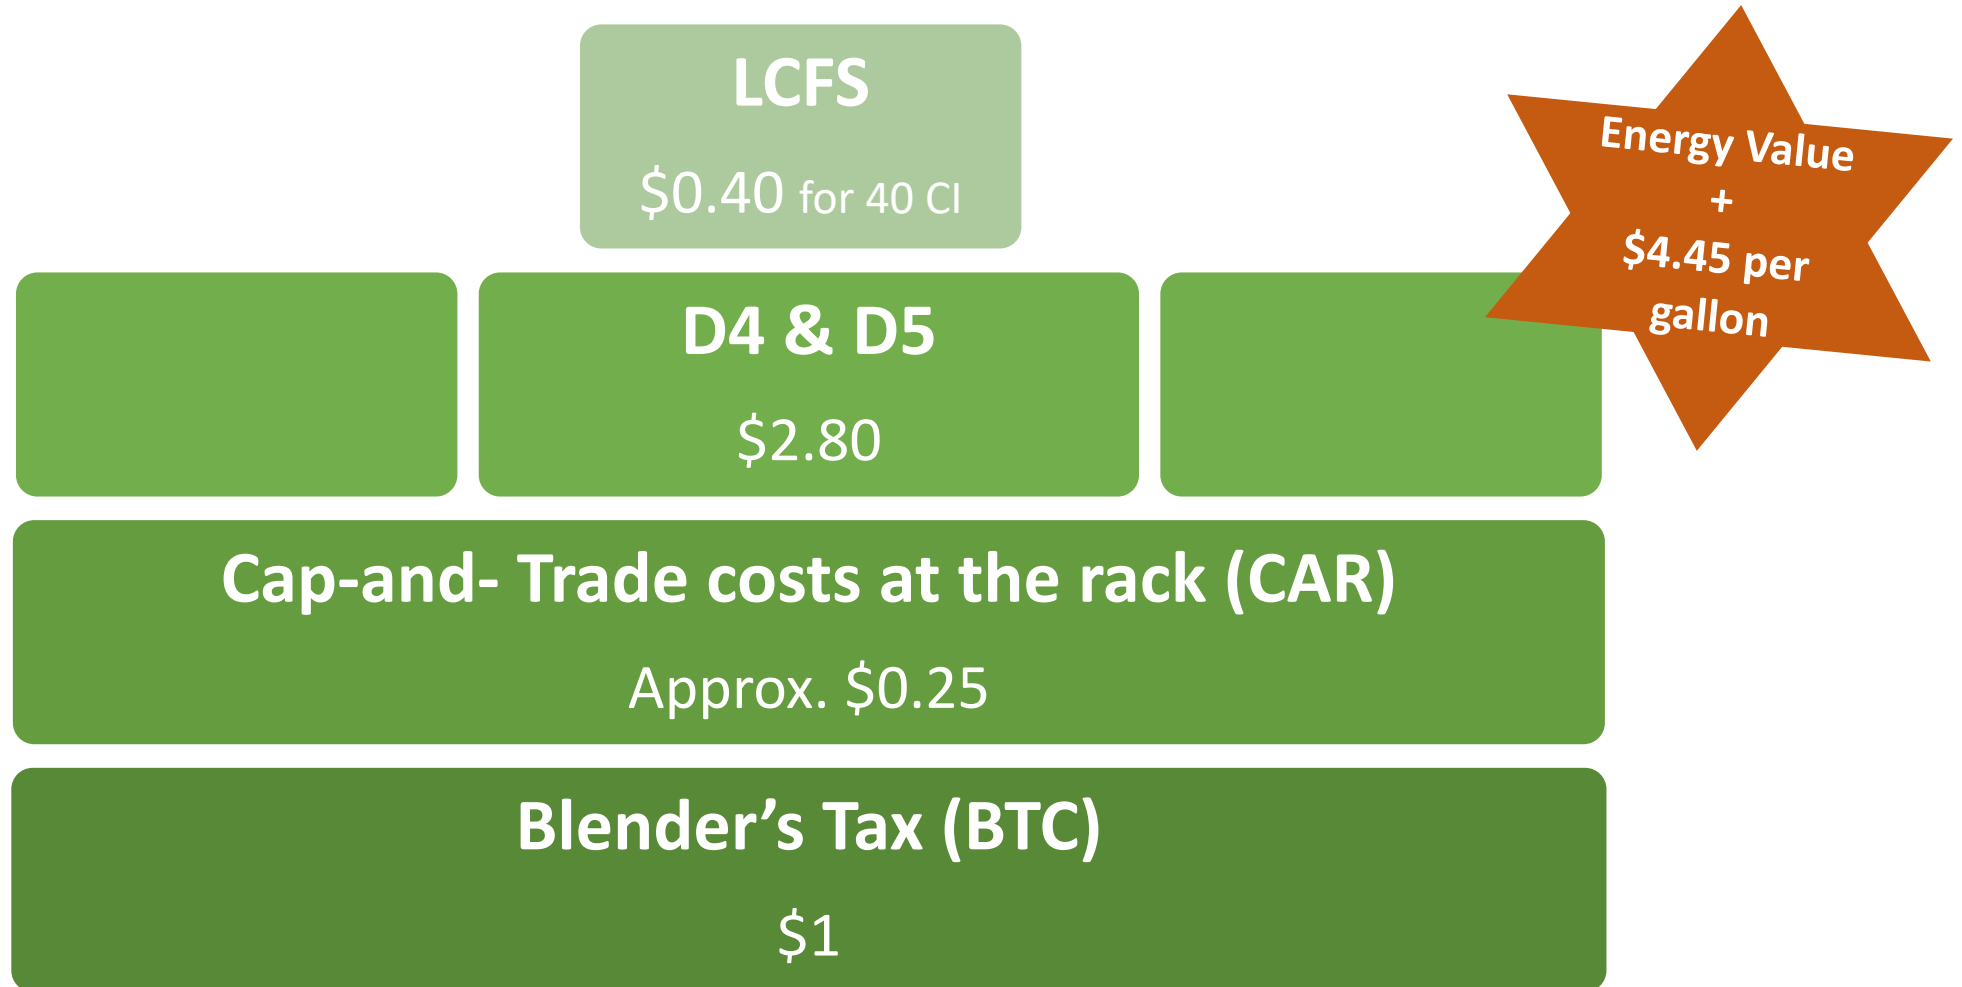 LCFS
$0.40 for 40 CI
Energy Value
+
$4.45 per
gallon
D4 & D5
$2.80
Cap-and- Trade costs at the rack (CAR)
Approx. $0.25
Blender’s Tax (BTC)
$1